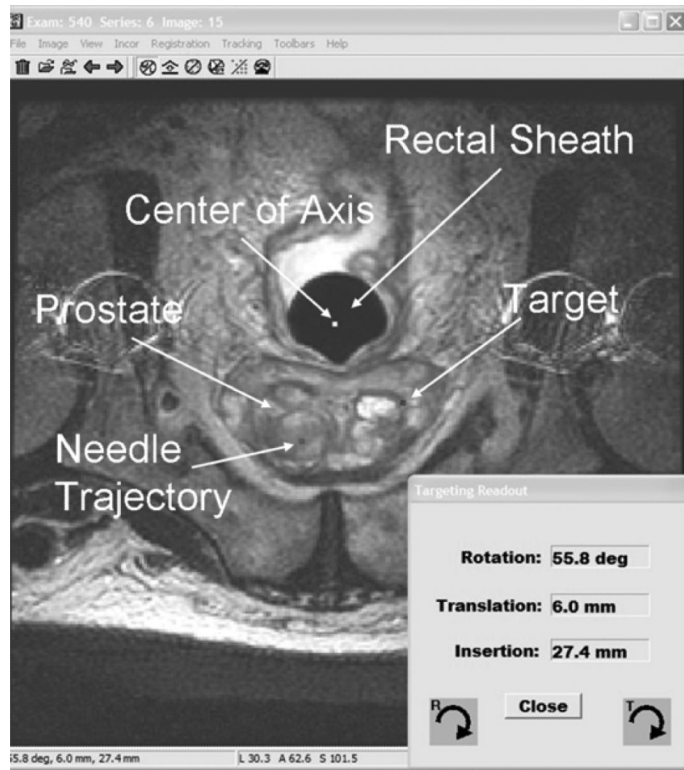 Exam: 540 Series: 6 Image: 15
File Image View Incor Registration Tracking Toolbars Help
Rectal Sheath
Center of Axis
Prostate
Target
Needle
Trajectory
Targeting Readout
Rotation: 55.8 deg
Translation: 6.0 mm
Insertion: 27.4 mm
R
Close
T
55.8 deg, 6.0 mm, 27.4 mm
L 30.3 A 62.6 S 101.5